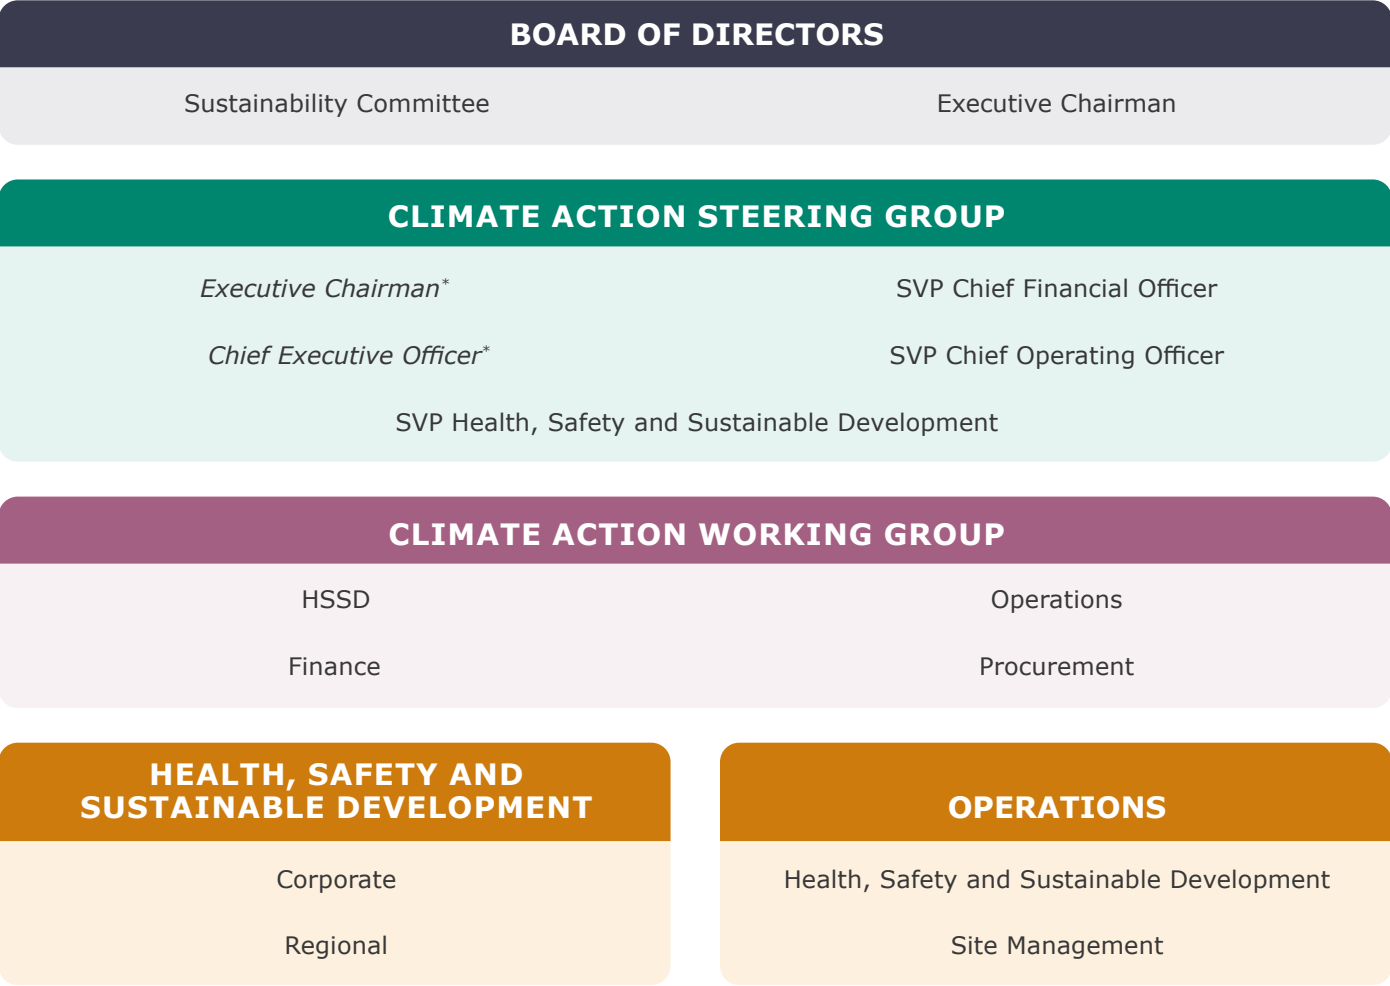 BOARD OF DIRECTORS
Sustainability Committee
Executive Chairman
CLIMATE ACTION STEERING GROUP
Executive Chairman*
SVP Chief Financial Officer
Chief Executive Officer*
SVP Chief Operating Officer
SVP Health, Safety and Sustainable Development
CLIMATE ACTION WORKING GROUP
HSSD
Operations
Finance
Procurement
HEALTH, SAFETY AND
SUSTAINABLE DEVELOPMENT
Corporate
Regional
OPERATIONS
Health, Safety and Sustainable Development
Site Management